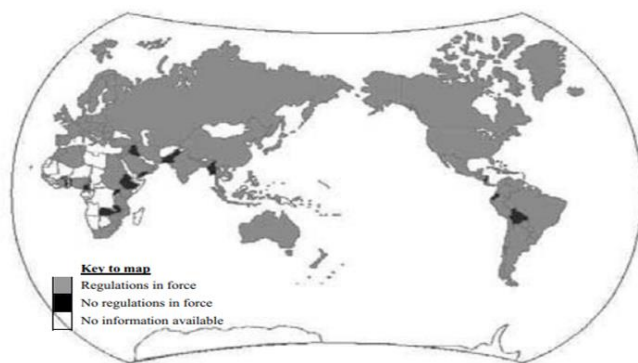 Key to map
Regulations in force
No regulations in force
No information available